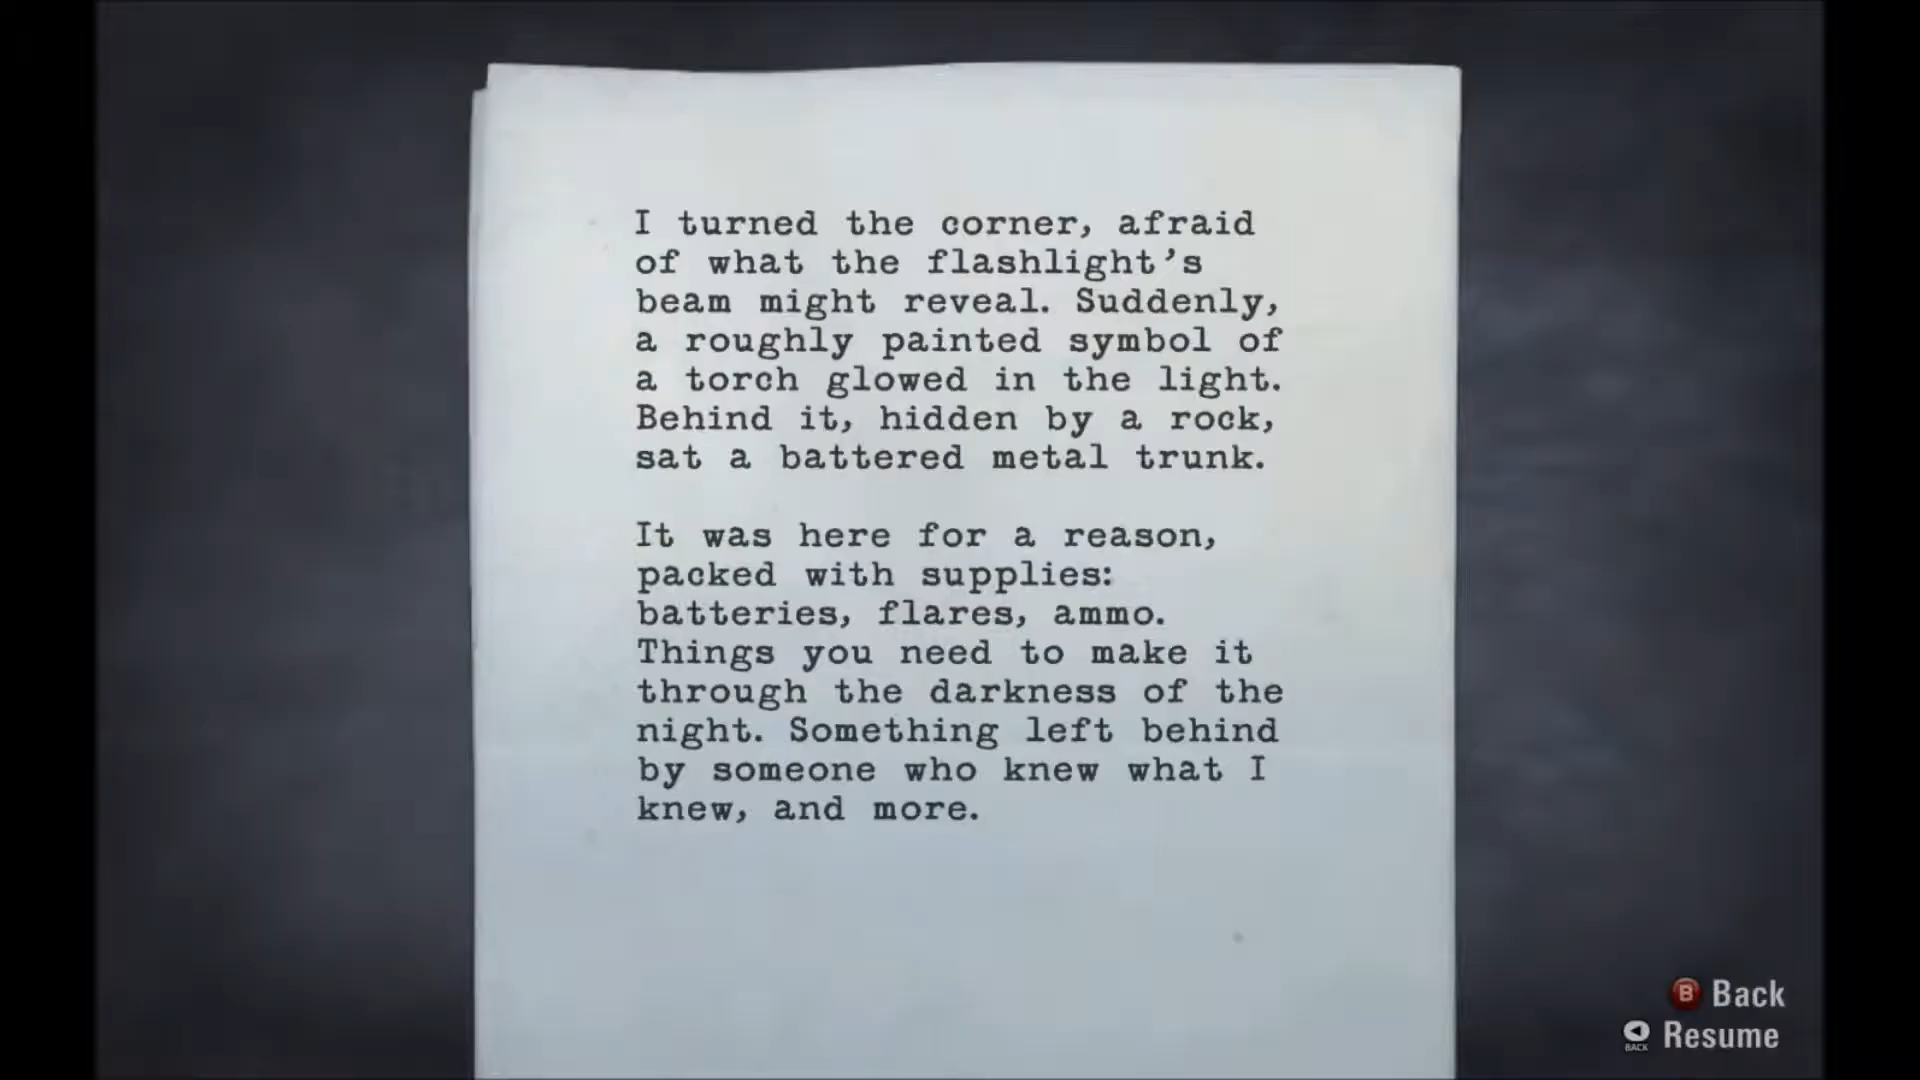 I turned the corner, afraid
of what the flashlight's
beam might reveal. Suddenly,
a roughly painted symbol of
a torch glowed in the light.
Behind it, hidden by a rock,
sat a battered metal trunk.
It was here for a reason,
packed with supplies:
batteries, flares, ammo.
Things you need to make it
through the darkness of the
night. Something left behind
by someone who knew what I
knew, and more.
B Back
BACK Resume